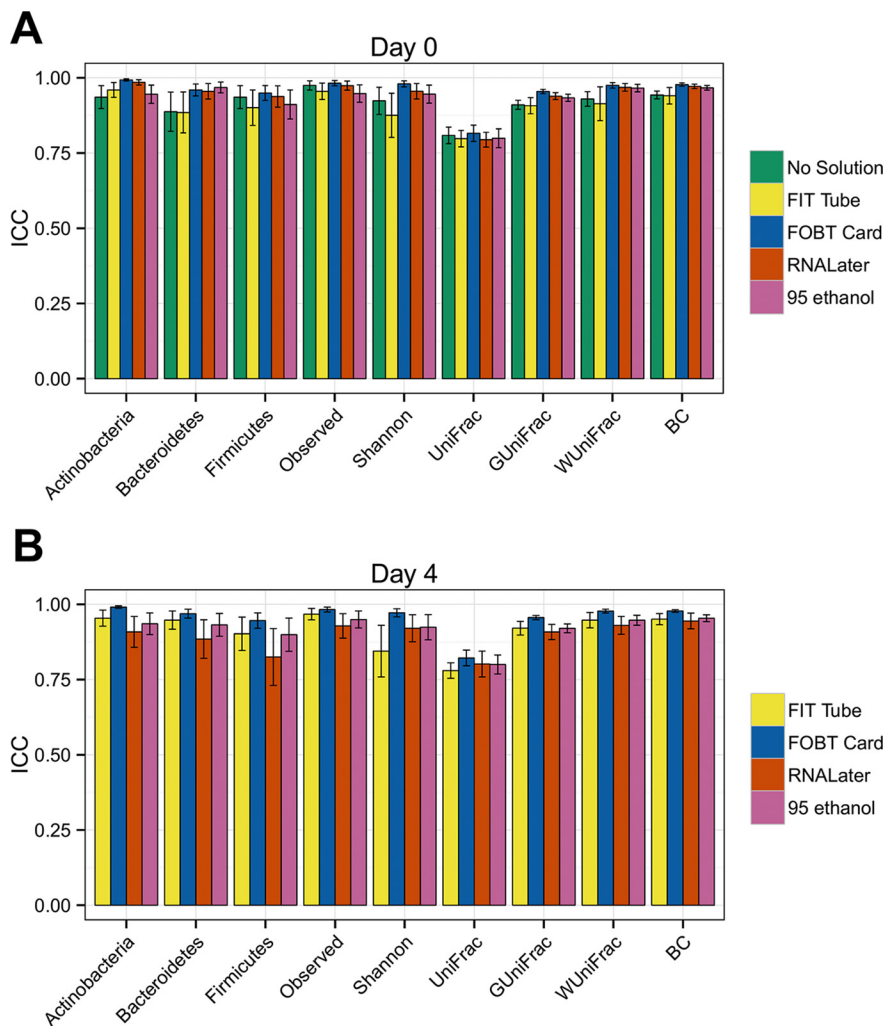 A
Day 0
1.00
0.75
0.50
0.25
0.00
ICC
Actinobacteria
Bacteroidetes
Firmicutes
Observed
Shannon
UniFrac
GUniFrac
WUniFrac
BC
No Solution
FIT Tube
FOBT Card
RNALater
95 ethanol
B
Day 4
1.00
0.75
0.50
0.25
0.00
ICC
Actinobacteria
Bacteroidetes
Firmicutes
Observed
Shannon
UniFrac
GUniFrac
WUniFrac
BC
FIT Tube
FOBT Card
RNALater
95 ethanol